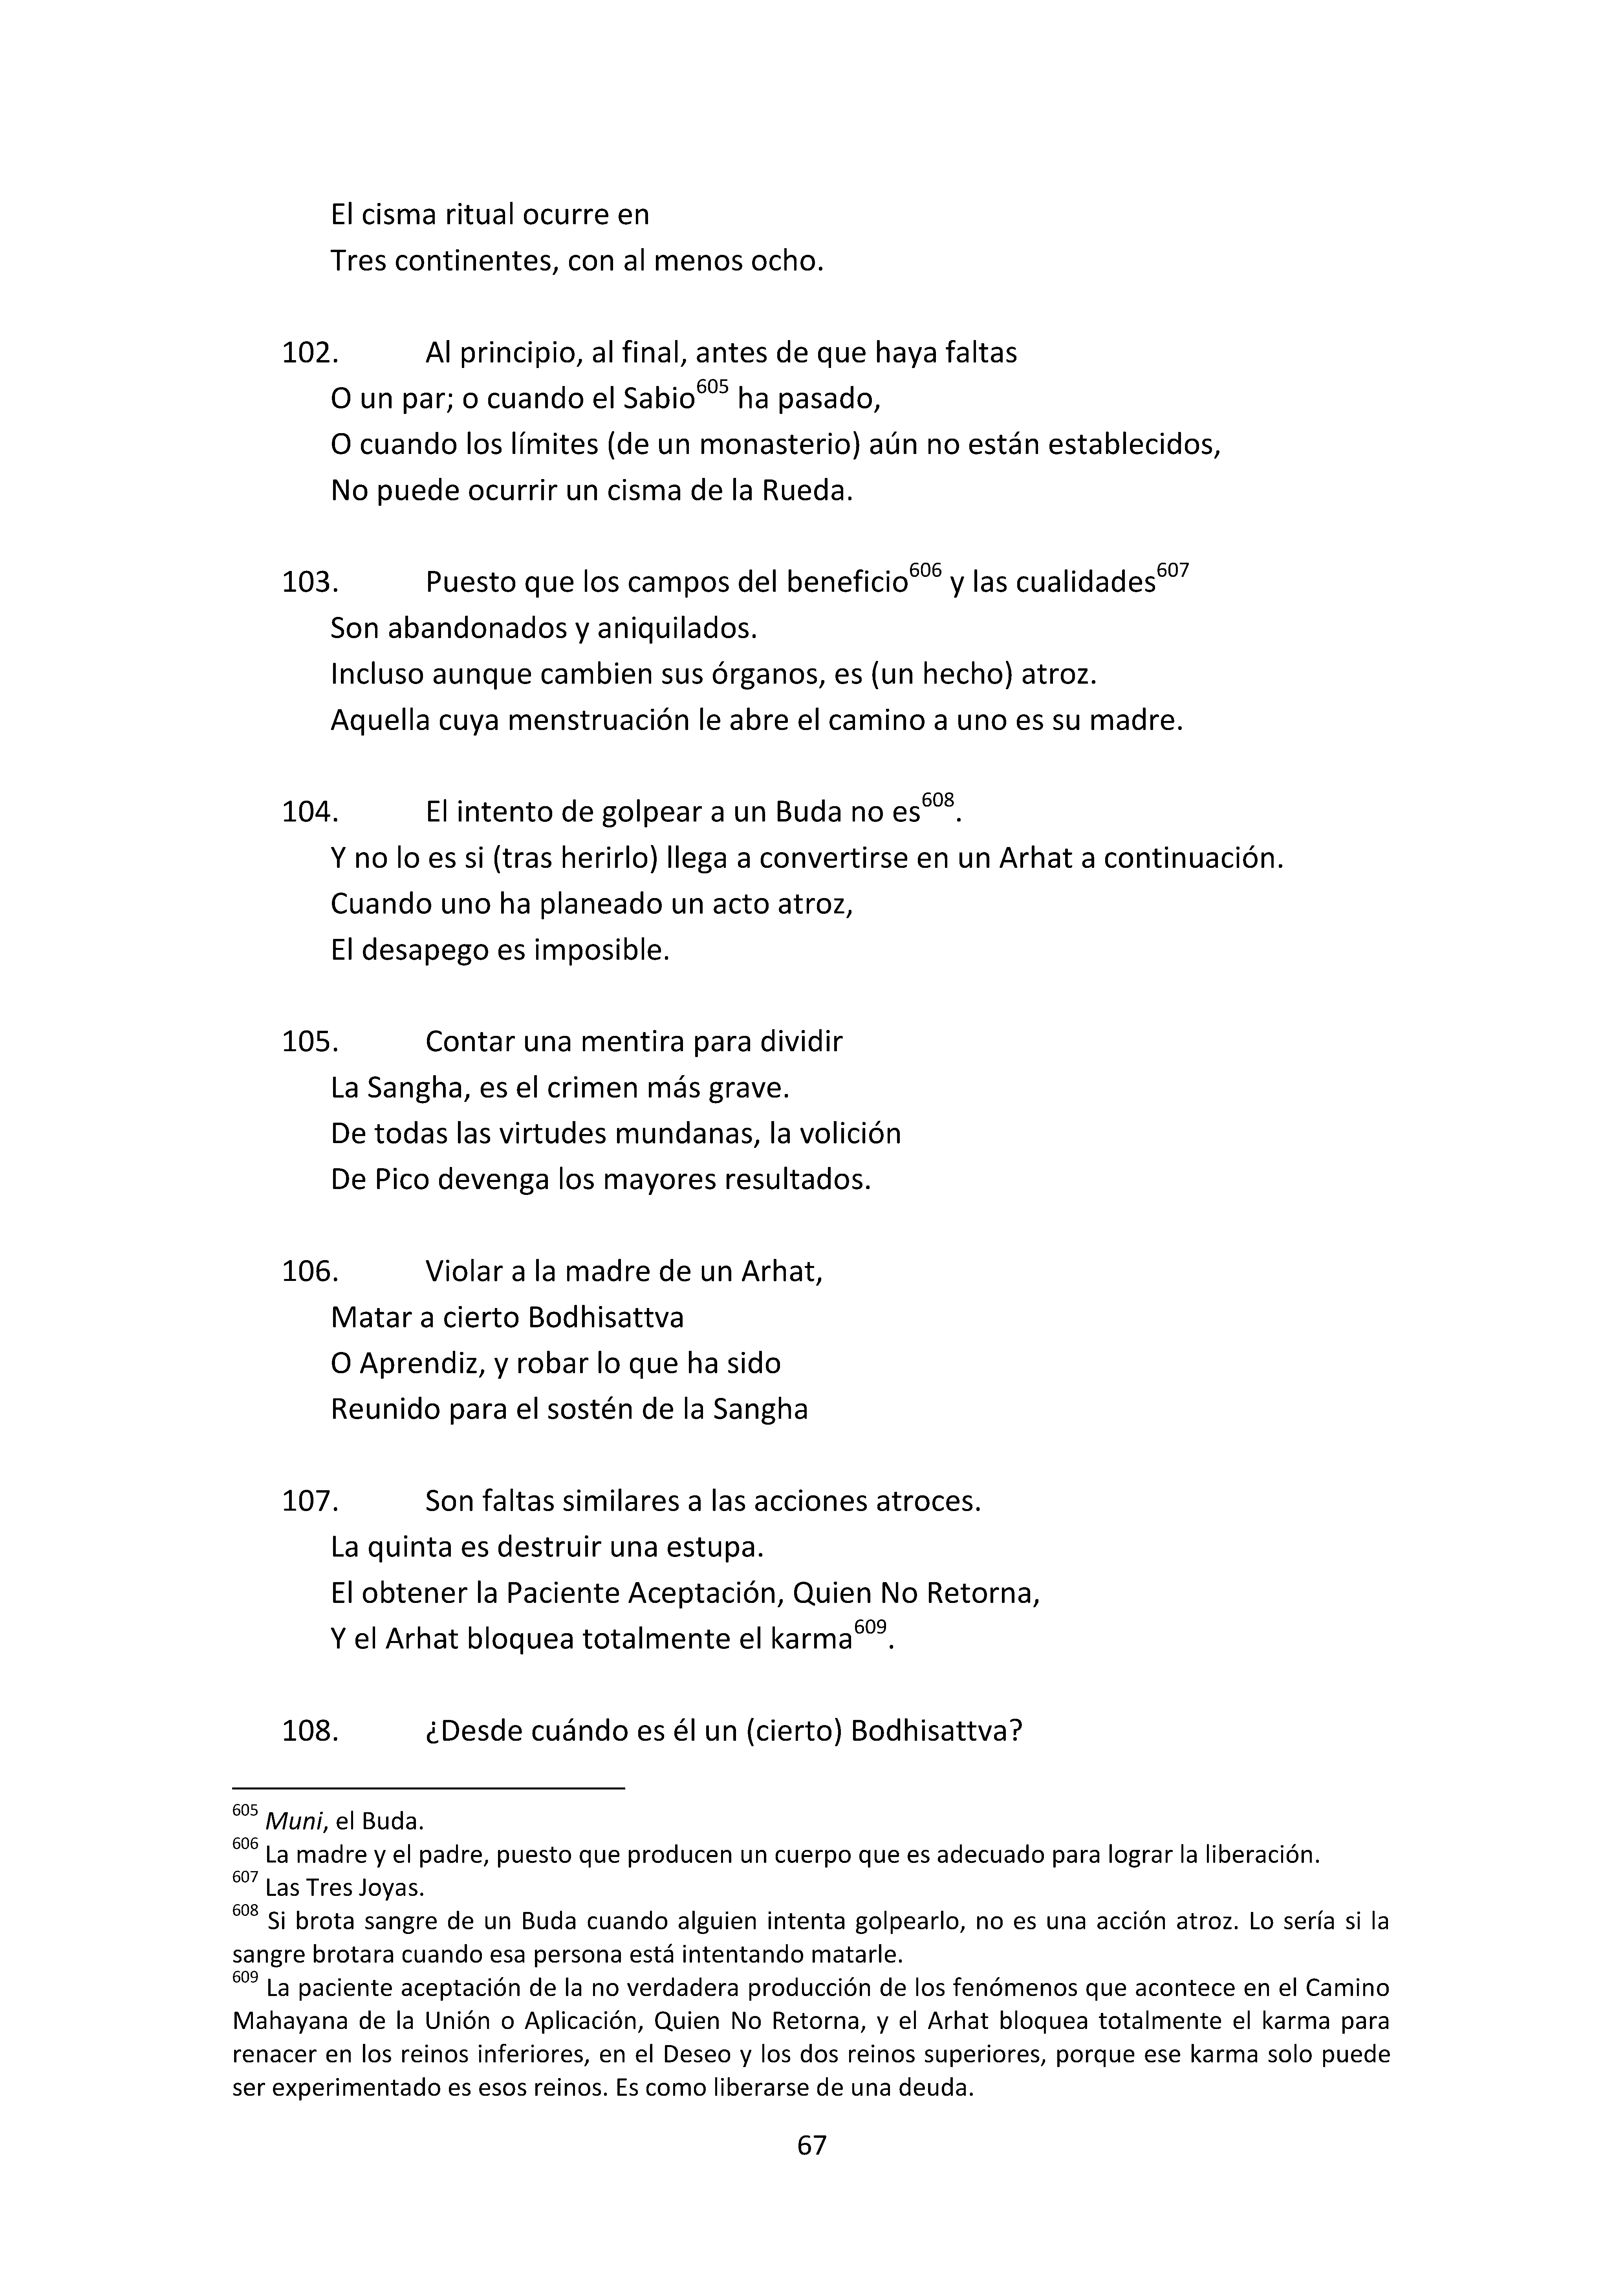 El cisma ritual ocurre en
Tres continentes, con al menos ocho.
102. Al principio, al final, antes de que haya faltas
O un par; o cuando el Sabio605 ha pasado,
O cuando los límites (de un monasterio) aún no están establecidos,
No puede ocurrir un cisma de la Rueda.
103. Puesto que los campos del beneficio606 y las cualidades607
Son abandonados y aniquilados.
Incluso aunque cambien sus órganos, es (un hecho) atroz.
Aquella cuya menstruación le abre el camino a uno es su madre.
104. El intento de golpear a un Buda no es608.
Y no lo es si (tras herirlo) llega a convertirse en un Arhat a continuación.
Cuando uno ha planeado un acto atroz,
El desapego es imposible.
105. Contar una mentira para dividir
La Sangha, es el crimen más grave.
De todas las virtudes mundanas, la volición
De Pico devenga los mayores resultados.
106. Violar a la madre de un Arhat,
Matar a cierto Bodhisattva
O Aprendiz, y robar lo que ha sido
Reunido para el sostén de la Sangha
107. Son faltas similares a las acciones atroces.
La quinta es destruir una estupa.
El obtener la Paciente Aceptación, Quien No Retorna,
Y el Arhat bloquea totalmente el karma609.
108. ¿Desde cuándo es él un (cierto) Bodhisattva?
605 Muni, el Buda.
606 La madre y el padre, puesto que producen un cuerpo que es adecuado para lograr la liberación.
607 Las Tres Joyas.
608 Si brota sangre de un Buda cuando alguien intenta golpearlo, no es una acción atroz. Lo sería si la
sangre brotara cuando esa persona está intentando matarle.
609 La paciente aceptación de la no verdadera producción de los fenómenos que acontece en el Camino
Mahayana de la Unión o Aplicación, Quien No Retorna, y el Arhat bloquea totalmente el karma para
renacer en los reinos inferiores, en el Deseo y los dos reinos superiores, porque ese karma solo puede
ser experimentado es esos reinos. Es como liberarse de una deuda.
67